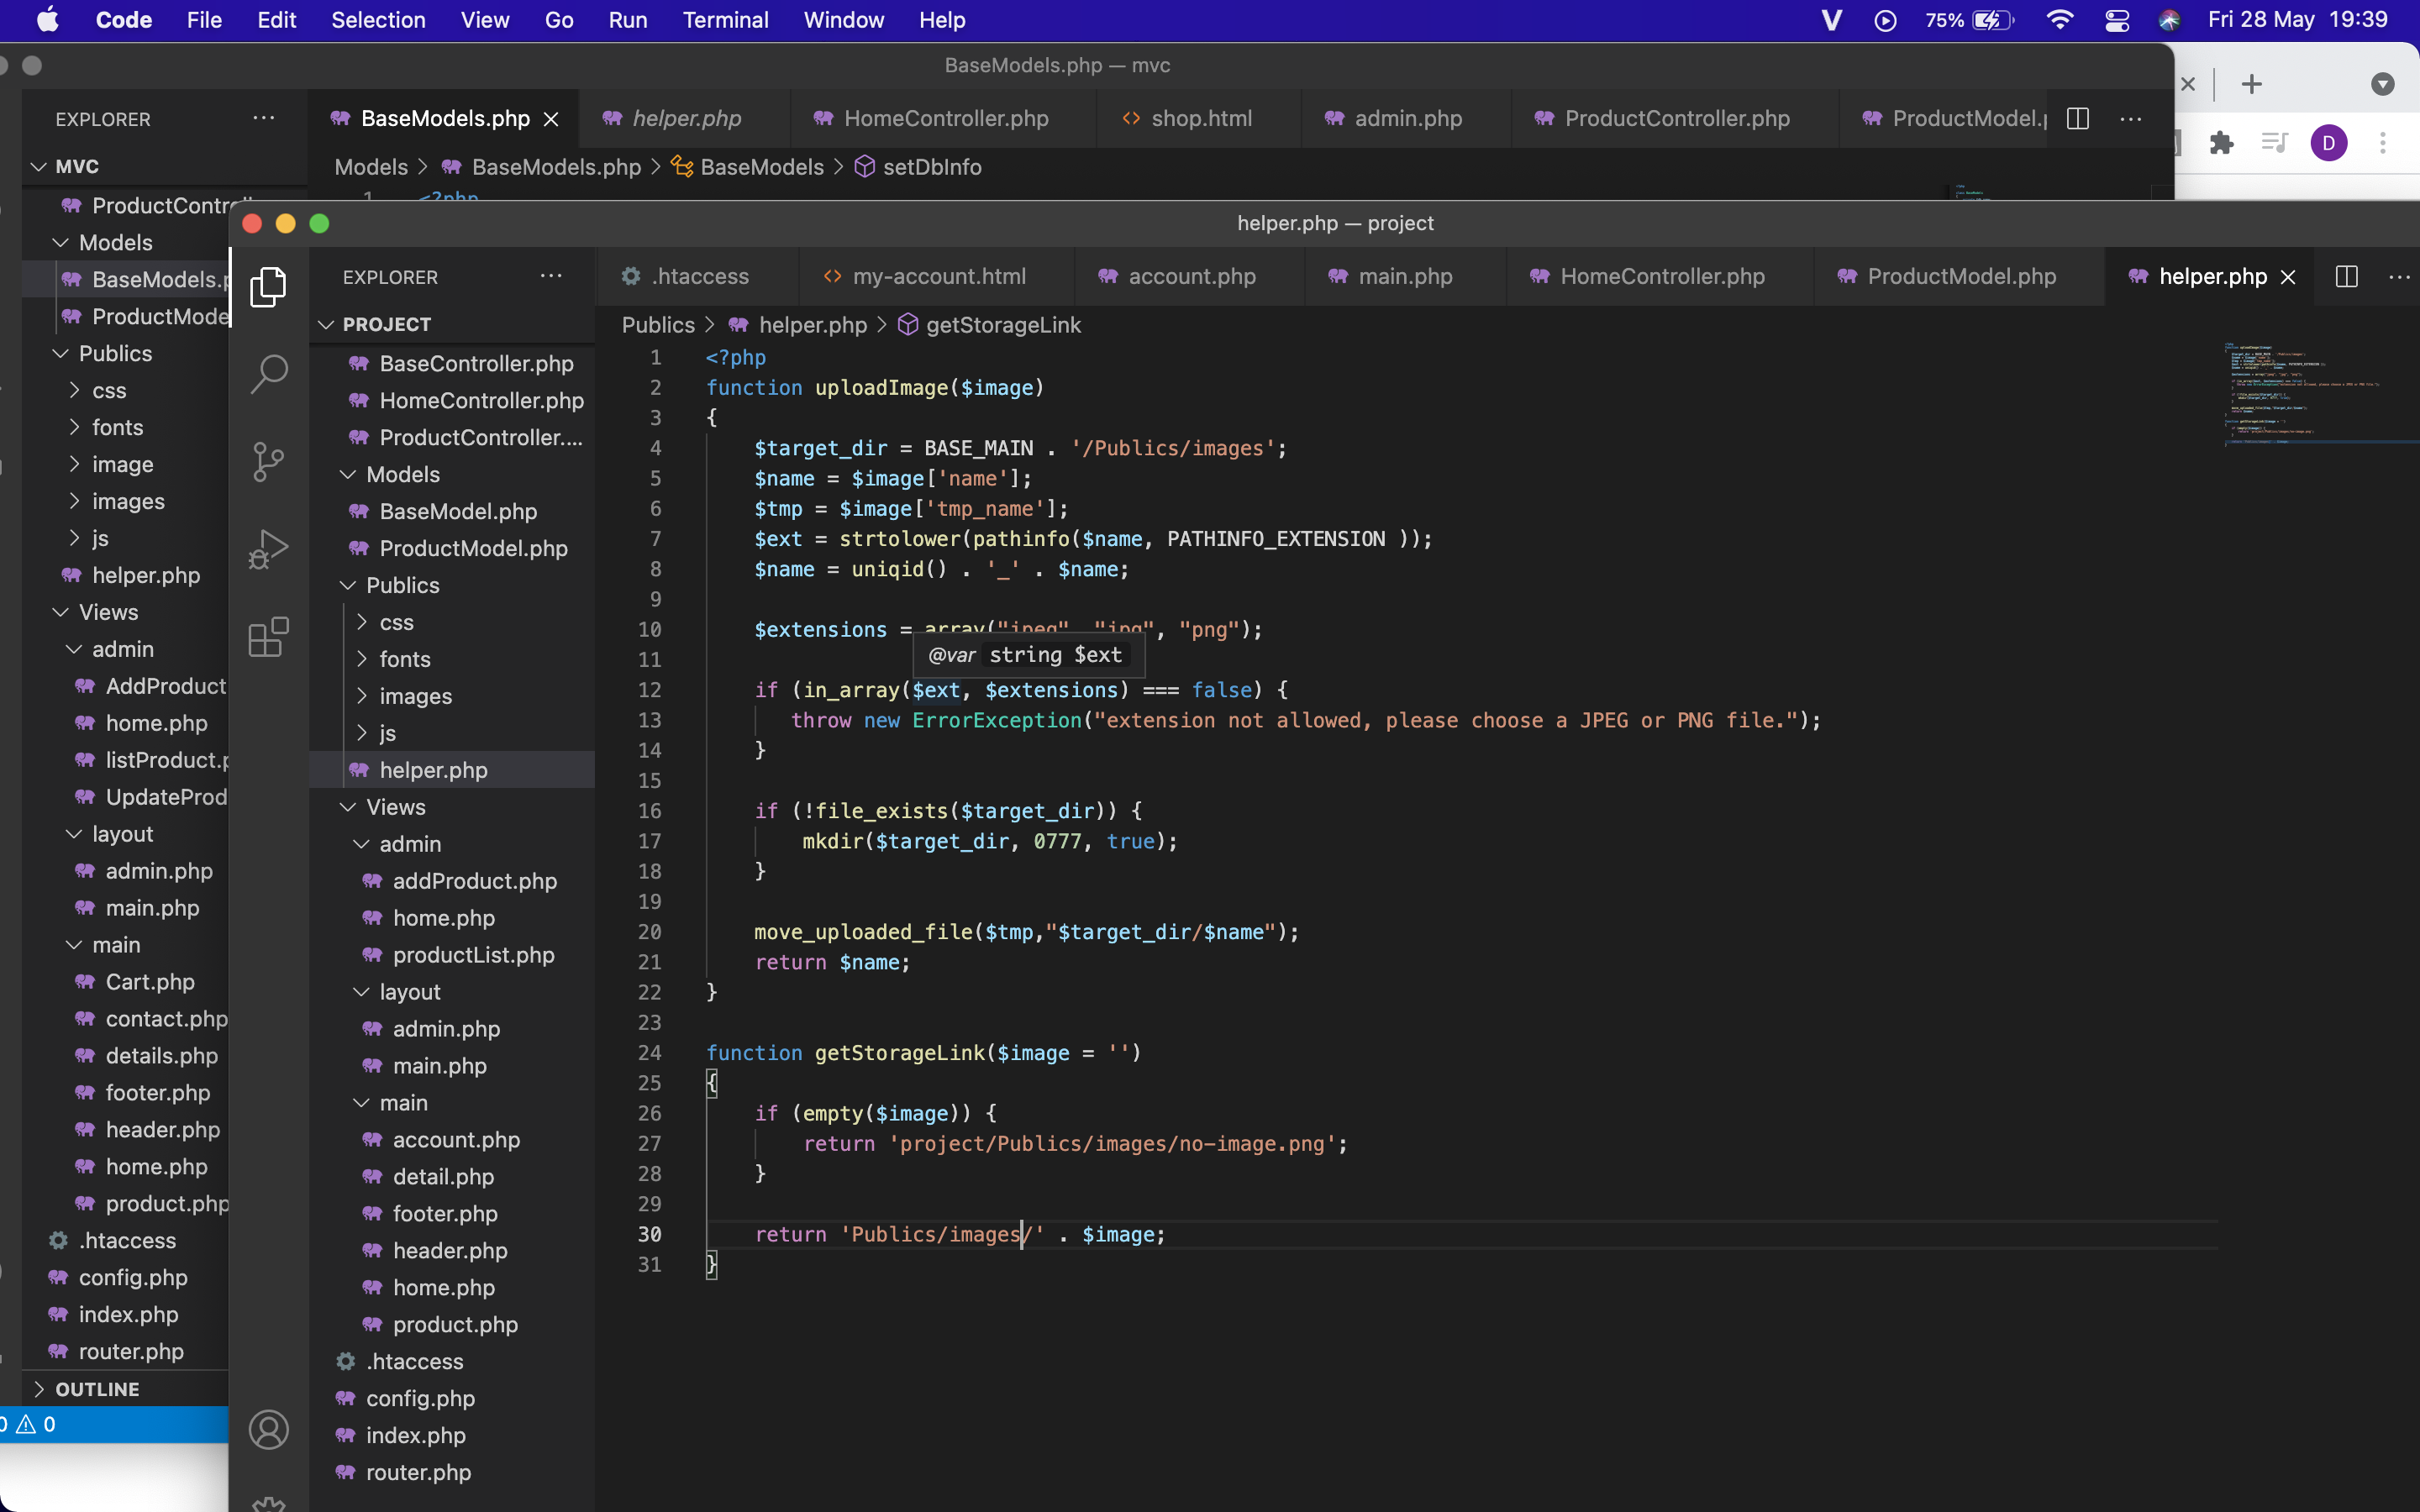 Code File Edit Selection View Go Run Terminal Window Help 75% Fri 28 May 19:39
BaseModels.php — mvc
EXPLORER
BaseModels.php helper.php HomeController.php shop.html admin.php ProductController.php ProductModel.
MVC
Models > BaseModels.php > BaseModels > setDbInfo
1 <?php
D
ProductContr
Models
BaseModels.
ProductMode
Publics
css
fonts
image
images
js
helper.php
Views
admin
AddProduct
home.php
listProduct.
UpdateProd
layout
admin.php
main.php
main
Cart.php
contact.php
details.php
footer.php
header.php
home.php
product.php
.htaccess
config.php
index.php
router.php
OUTLINE
0
helper.php — project
EXPLORER
.htaccess my-account.html account.php main.php HomeController.php ProductModel.php helper.php
PROJECT
Publics > helper.php > getStorageLink
BaseController.php
HomeController.php
ProductController....
Models
BaseModel.php
ProductModel.php
Publics
css
fonts
images
js
helper.php
Views
admin
addProduct.php
home.php
productList.php
layout
admin.php
main.php
main
account.php
detail.php
footer.php
header.php
home.php
product.php
.htaccess
config.php
index.php
router.php
1 <?php
2 function uploadImage($image)
3 {
4 $target_dir = BASE_MAIN . '/Publics/images';
5 $name = $image['name'];
6 $tmp = $image['tmp_name'];
7 $ext = strtolower(pathinfo($name, PATHINFO_EXTENSION ));
8 $name = uniqid() . '_' . $name;
9
10 $extensions = array("jpeg", "jpg", "png");
@var string $ext
11
12 if (in_array($ext, $extensions) === false) {
13 throw new ErrorException("extension not allowed, please choose a JPEG or PNG file.");
14 }
15
16 if (!file_exists($target_dir)) {
17 mkdir($target_dir, 0777, true);
18 }
19
20 move_uploaded_file($tmp,"$target_dir/$name");
21 return $name;
22 }
23
24 function getStorageLink($image = '')
25 {
26 if (empty($image)) {
27 return 'project/Publics/images/no-image.png';
28 }
29
30 return 'Publics/images/' . $image;
31 }